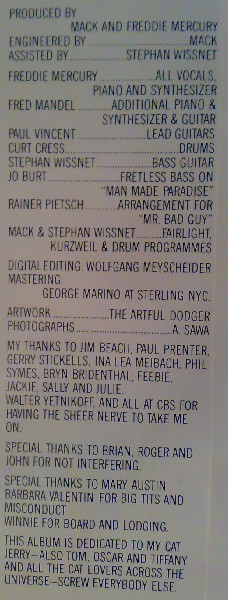 PRODUCED BY
MACK AND FREDDIE MERCURY
ENGINEERED BY.......................MACK
ASSISTED BY................STEPHAN WISSNET
FREDDIE MERCURY..............ALL VOCALS,
PIANO AND SYNTHESIZER
FRED MANDEL.........ADDITIONAL PIANO &
SYNTHESIZER & GUITAR
PAUL VINCENT...................LEAD GUITARS
CURT CRESS............................DRUMS
STEPHAN WISSNET..............BASS GUITAR
JO BURT....................FRETLESS BASS ON
"MAN MADE PARADISE"
RAINER PIETSCH.........ARRANGEMENT FOR
"MR. BAD GUY"
MACK & STEPHAN WISSNET.....FAIRLIGHT,
KURZWEIL & DRUM PROGRAMMES
DIGITAL EDITING. WOLFGANG MEYSCHEIDER
MASTERING:
GEORGE MARINO AT STERLING NYC.
ARTWORK................THE ARTFUL DODGER
PHOTOGRAPHS.........................A. SAWA
MY THANKS TO JIM BEACH, PAUL PRENTER,
GERRY STICKELLS, INA LEA MEIBACH, PHIL
SYMES, BRYN BRIDENTHAL, FEEBIE,
JACKIE, SALLY AND JULIE.
WALTER YETNIKOFF, AND ALL AT CBS FOR
HAVING THE SHEER NERVE TO TAKE ME
ON.
SPECIAL THANKS TO BRIAN, ROGER AND
JOHN FOR NOT INTERFERING.
SPECIAL THANKS TO MARY AUSTIN
BARBARA VALENTIN FOR BIG TITS AND
MISCONDUCT
WINNIE FOR BOARD AND LODGING.
THIS ALBUM IS DEDICATED TO MY CAT
JERRY—ALSO TOM, OSCAR AND TIFFANY
AND ALL THE CAT LOVERS ACROSS THE
UNIVERSE—SCREW EVERYBODY ELSE.